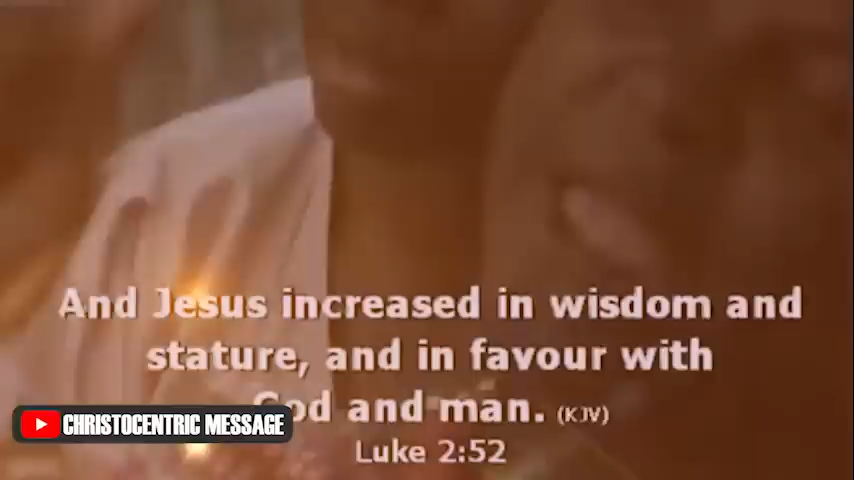 And Jesus increased in wisdom and
stature, and in favour with
God and man. (KJV)
CHRISTOCENTRIC MESSAGE
Luke 2:52